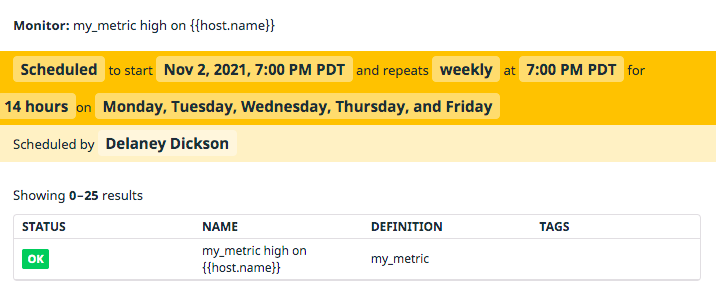 Monitor: my_metric high on {{host.name}}
Scheduled to start Nov 2, 2021, 7:00 PM PDT and repeats weekly at 7:00 PM PDT for
14 hours on Monday, Tuesday, Wednesday, Thursday, and Friday
Scheduled by Delaney Dickson
Showing 0–25 results
STATUS NAME DEFINITION TAGS
OK my_metric high on my_metric
{{host.name}}